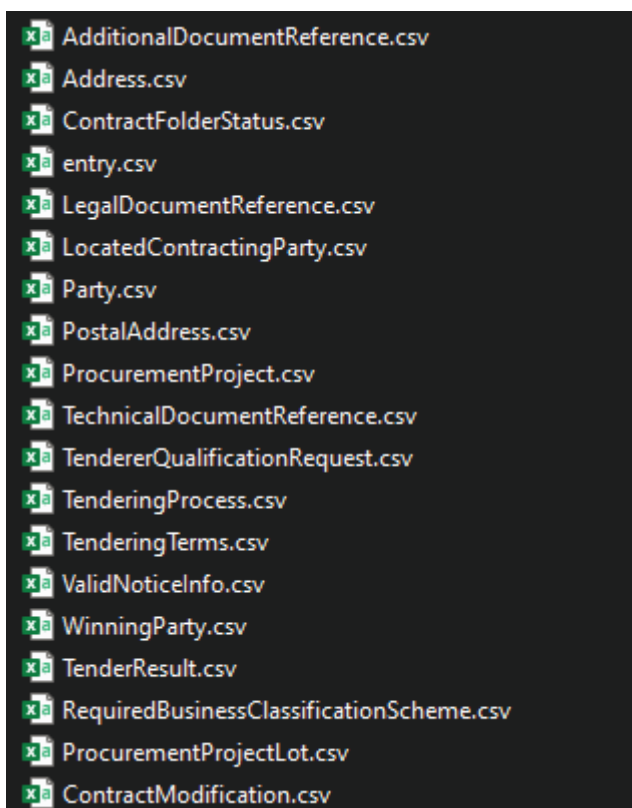 AdditionalDocumentReference.csv
Address.csv
ContractFolderStatus.csv
entry.csv
LegalDocumentReference.csv
LocatedContractingParty.csv
Party.csv
PostalAddress.csv
ProcurementProject.csv
TechnicalDocumentReference.csv
TendererQualificationRequest.csv
TenderingProcess.csv
TenderingTerms.csv
ValidNoticeInfo.csv
WinningParty.csv
TenderResult.csv
RequiredBusinessClassificationScheme.csv
ProcurementProjectLot.csv
ContractModification.csv